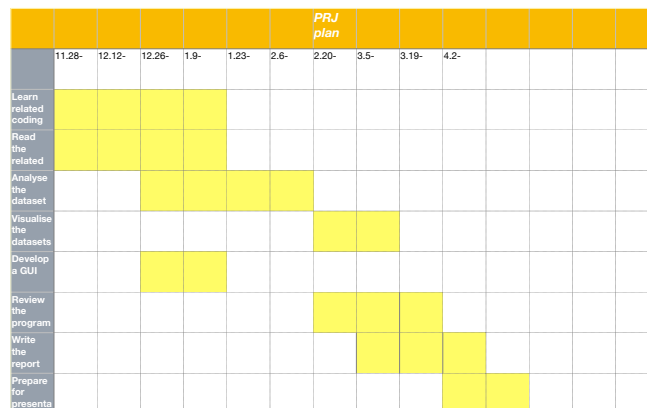 PRJ
plan
11.28- 12.12- 12.26- 1.9- 1.23- 2.6- 2.20- 3.5- 3.19- 4.2-
Learn
related
coding
Read
the
related
Analyse
the
dataset
Visualise
the
datasets
Develop
a GUI
Review
the
program
Write
the
report
Prepare
for
presenta